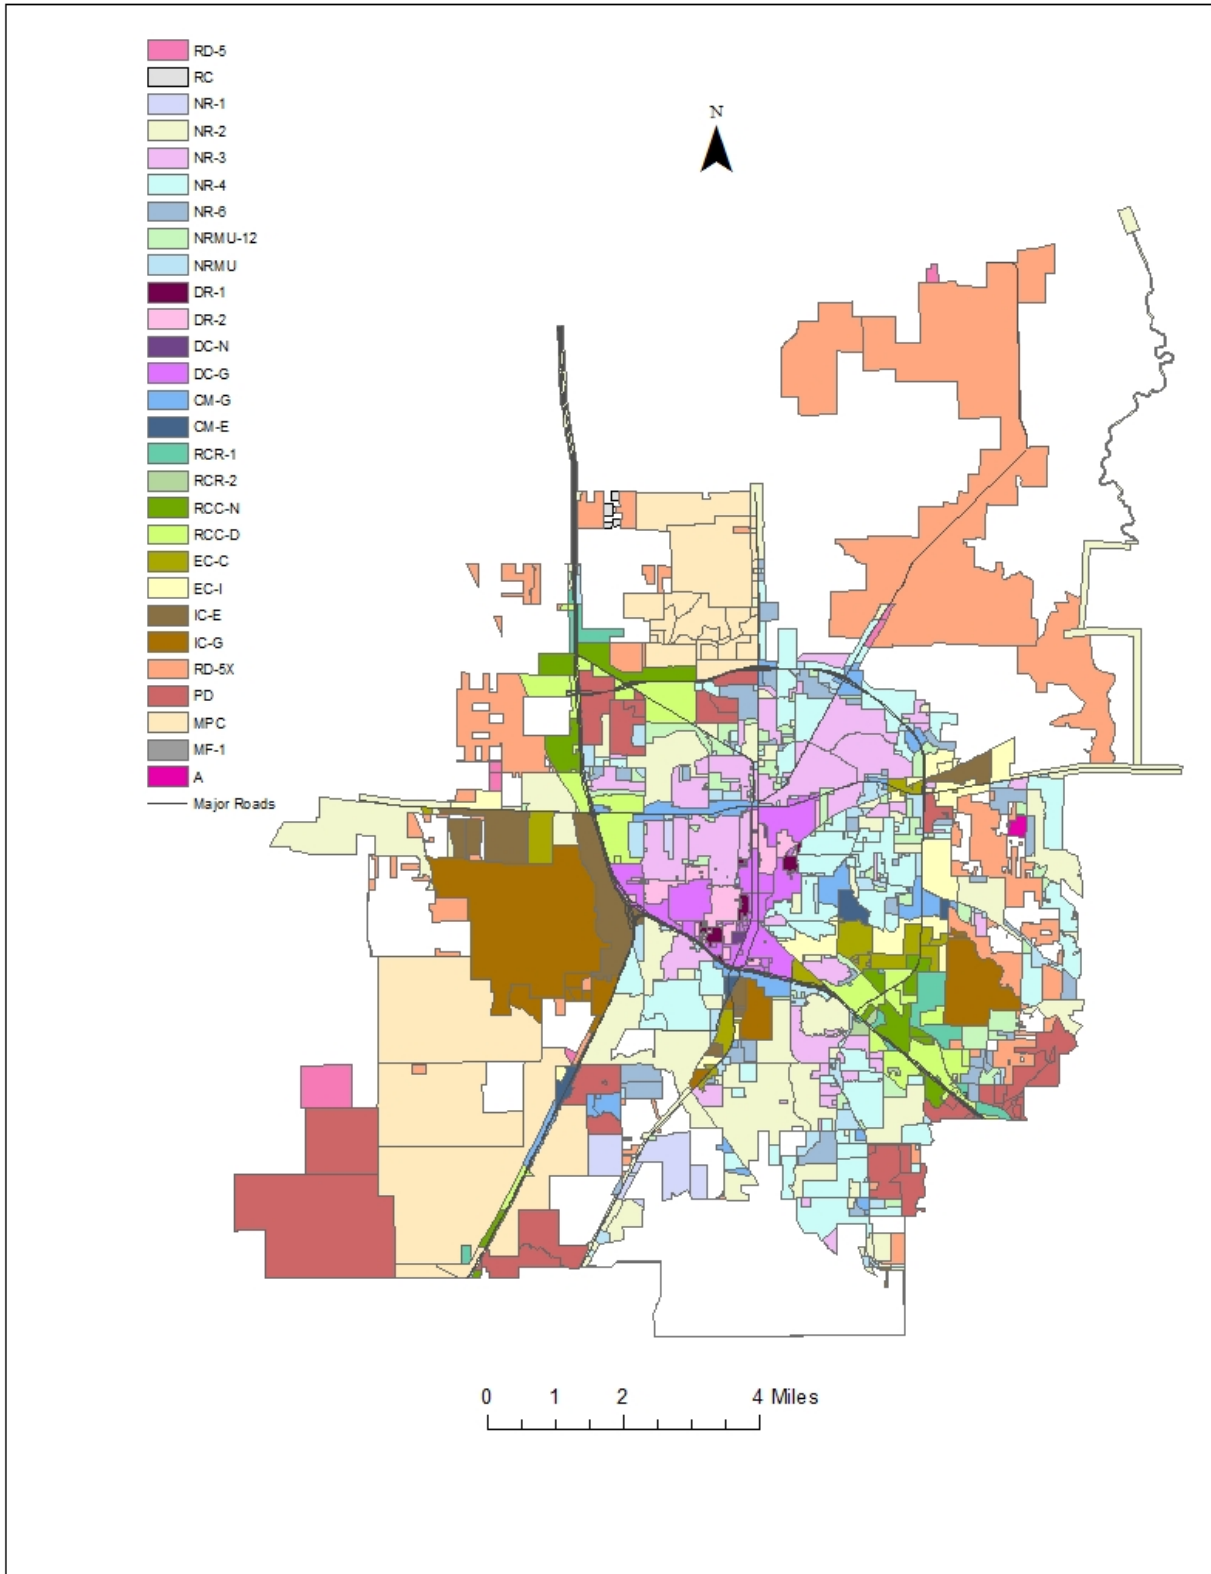 RD-5
RC
NR-1
NR-2
NR-3
NR-4
NR-6
NRMU-12
NRMU
DR-1
DR-2
DC-N
DC-G
CM-G
CM-E
RCR-1
RCR-2
RCC-N
RCC-D
EC-C
EC-I
IC-E
IC-G
RD-5X
PD
MPC
MF-1
A
Major Roads
N
0 1 2 4 Miles